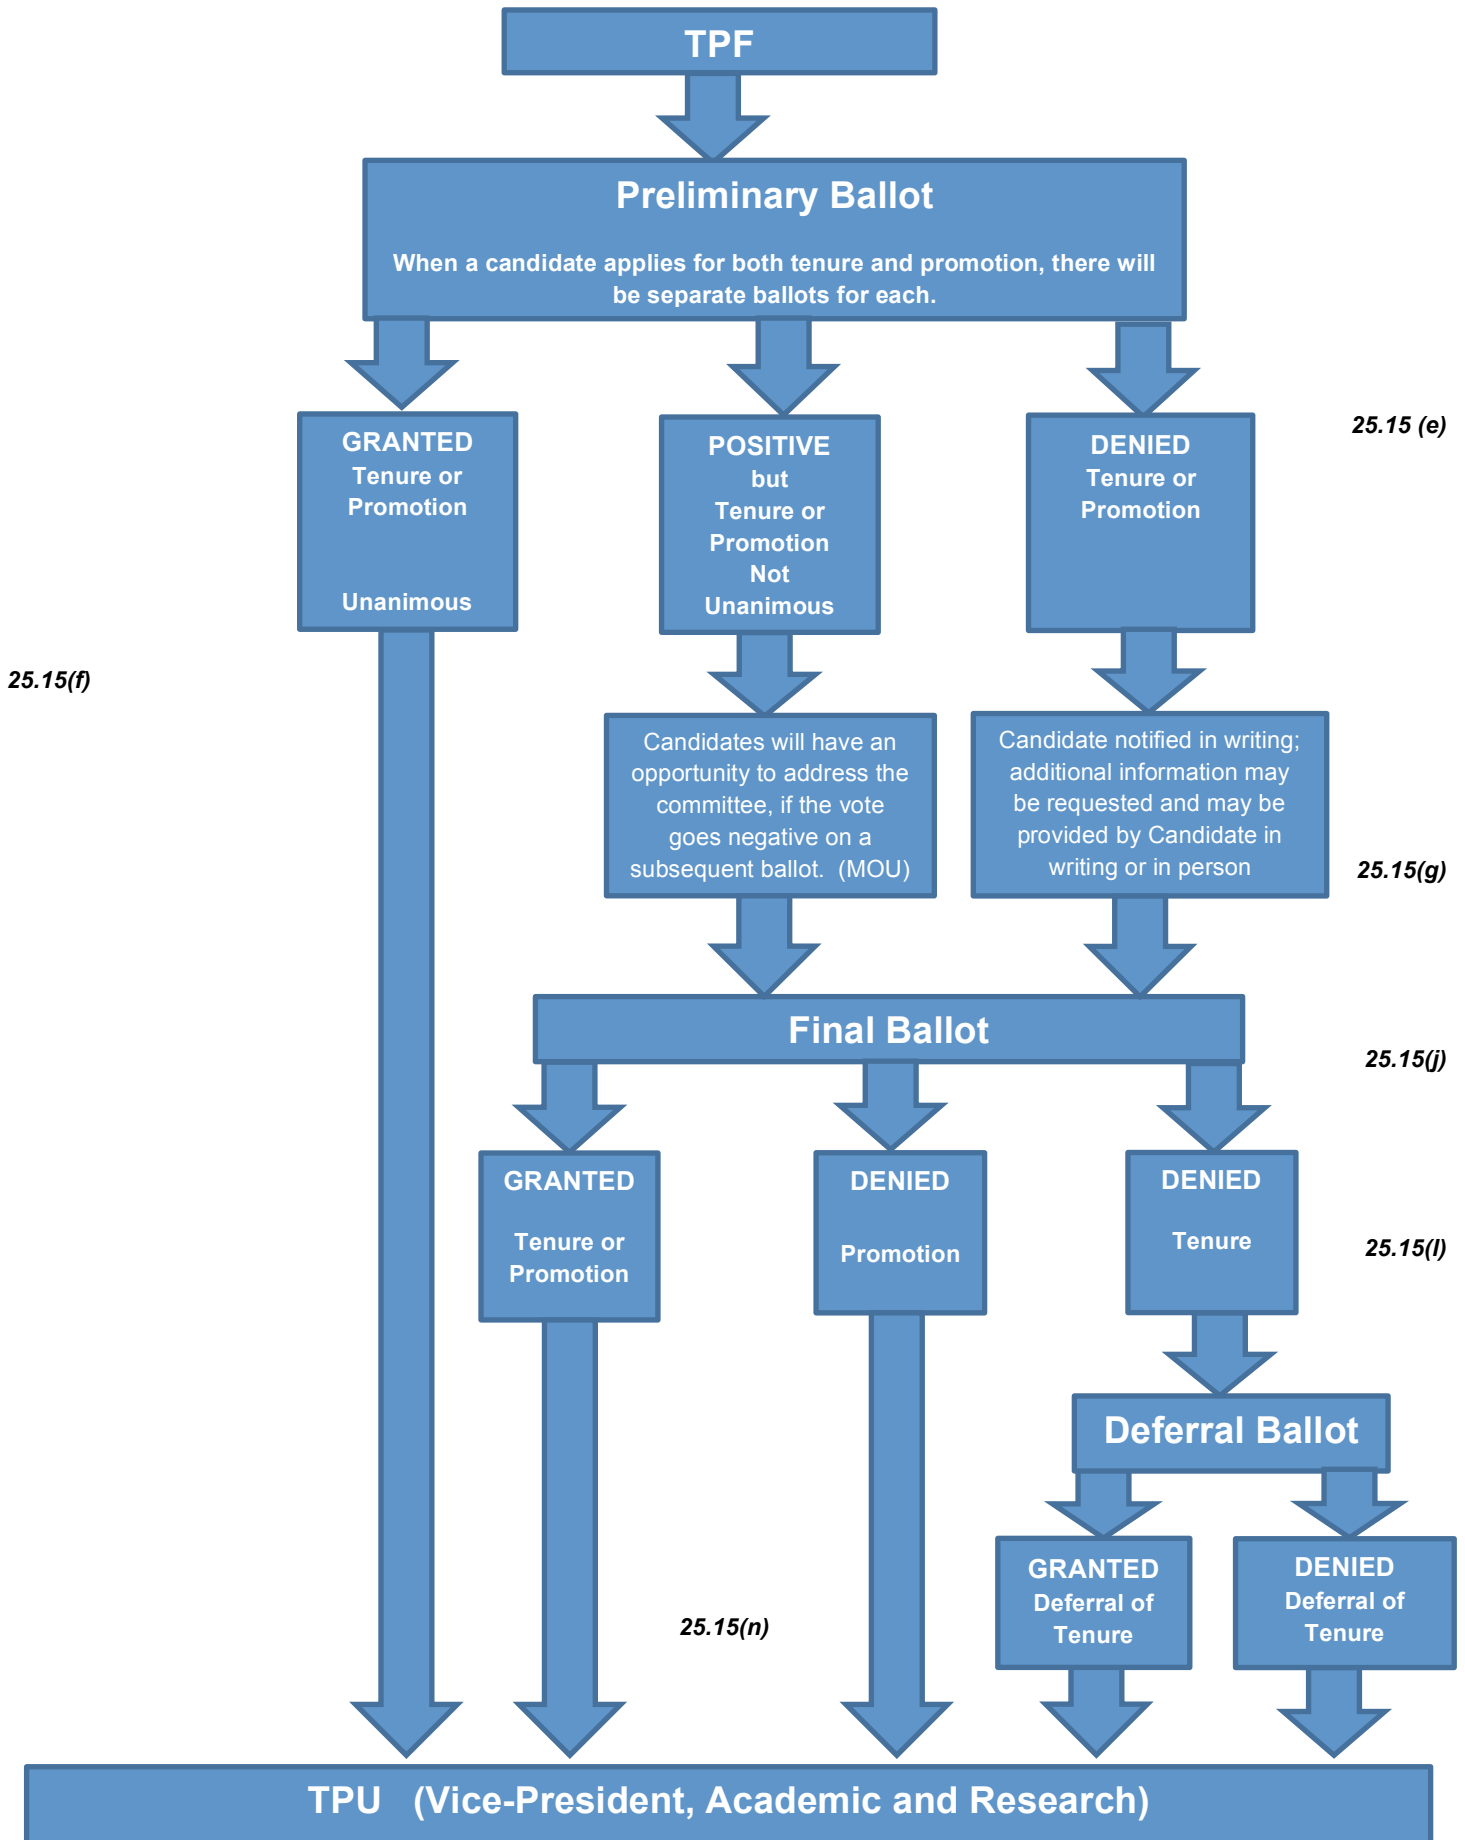 TPF
Preliminary Ballot
When a candidate applies for both tenure and promotion, there will
be separate ballots for each.
GRANTED
Tenure or
Promotion
Unanimous
POSITIVE
but
Tenure or
Promotion
Not
Unanimous
DENIED
Tenure or
Promotion
25.15 (e)
25.15(f)
Candidates will have an
opportunity to address the
committee, if the vote
goes negative on a
subsequent ballot.  (MOU)
Candidate notified in writing;
additional information may
be requested and may be
provided by Candidate in
writing or in person
25.15(g)
Final Ballot
25.15(j)
GRANTED
Tenure or
Promotion
DENIED
Promotion
DENIED
Tenure
25.15(l)
Deferral Ballot
GRANTED
Deferral of
Tenure
DENIED
Deferral of
Tenure
25.15(n)
TPU   (Vice-President, Academic and Research)